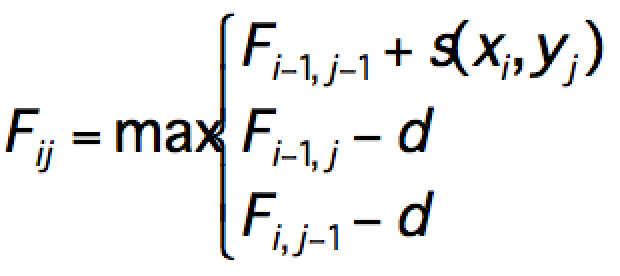 F_{i-1, j-1} + s(x_i, y_j)
F_{ij} = max { F_{i-1, j} − d
F_{i, j-1} − d